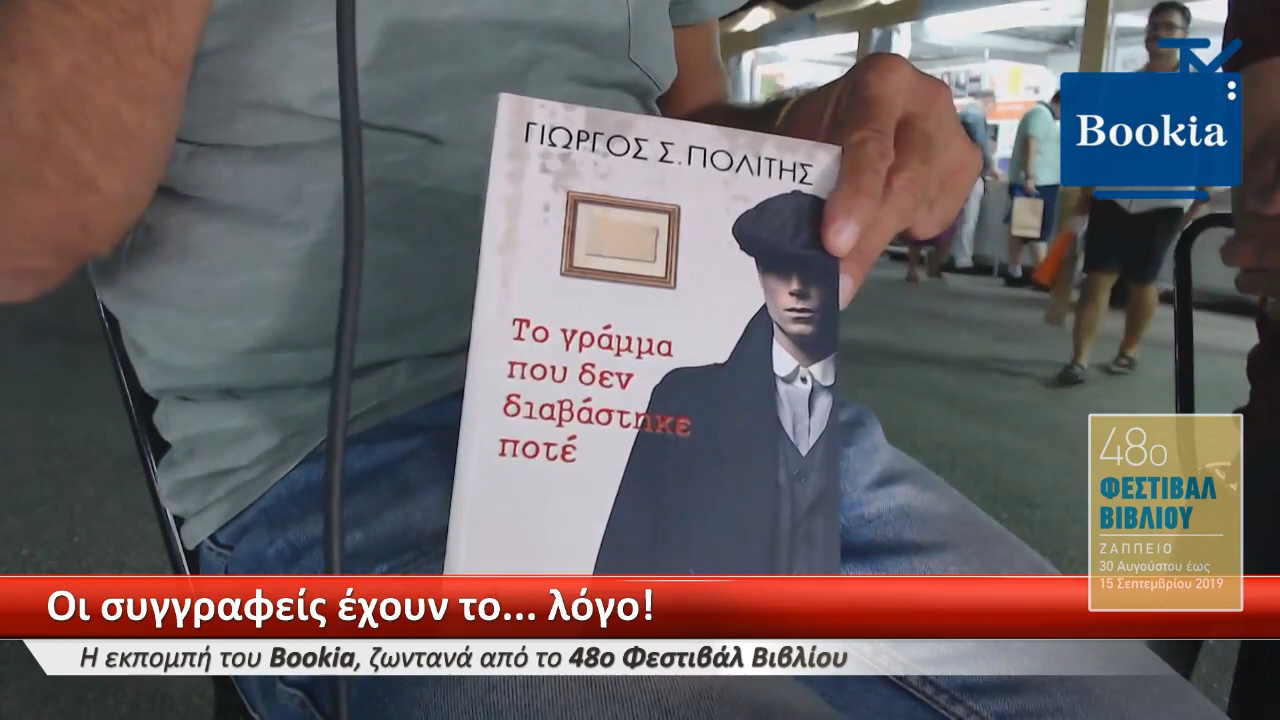 ΓΙΩΡΓΟΣ Σ. ΠΟΛΙΤΗΣ
Το γράμμα
που δεν
διαβάστηκε
ποτέ
Bookia
48ο
ΦΕΣΤΙΒΑΛ
ΒΙΒΛΙΟΥ
ΖΑΠΠΕΙΟ
30 Αυγούστου έως
15 Σεπτεμβρίου 2019
Οι συγγραφείς έχουν το... λόγο!
Η εκπομπή του Bookia, ζωντανά από το 48ο Φεστιβάλ Βιβλίου